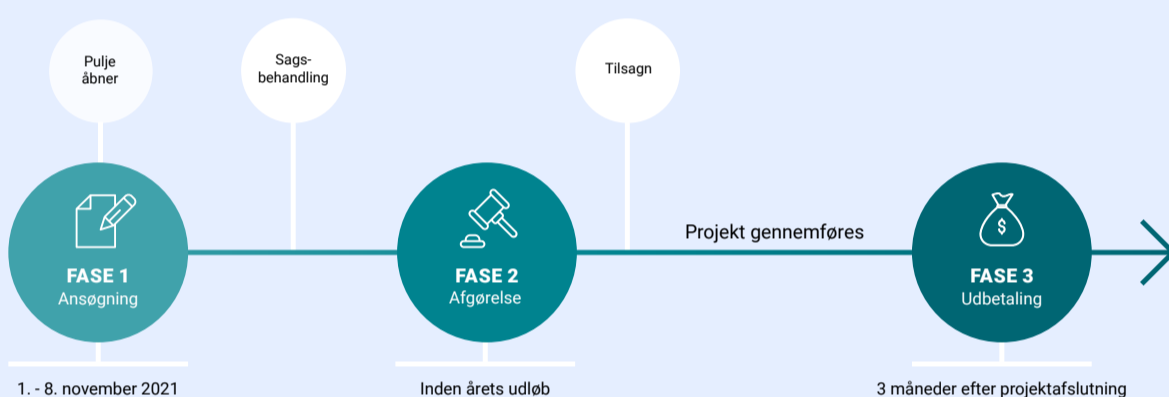 Pulje
åbner
Sags-
behandling
Tilsagn
Projekt gennemføres
FASE 1
Ansøgning
FASE 2
Afgørelse
$
FASE 3
Udbetaling
1. - 8. november 2021
Inden årets udløb
3 måneder efter projektafslutning